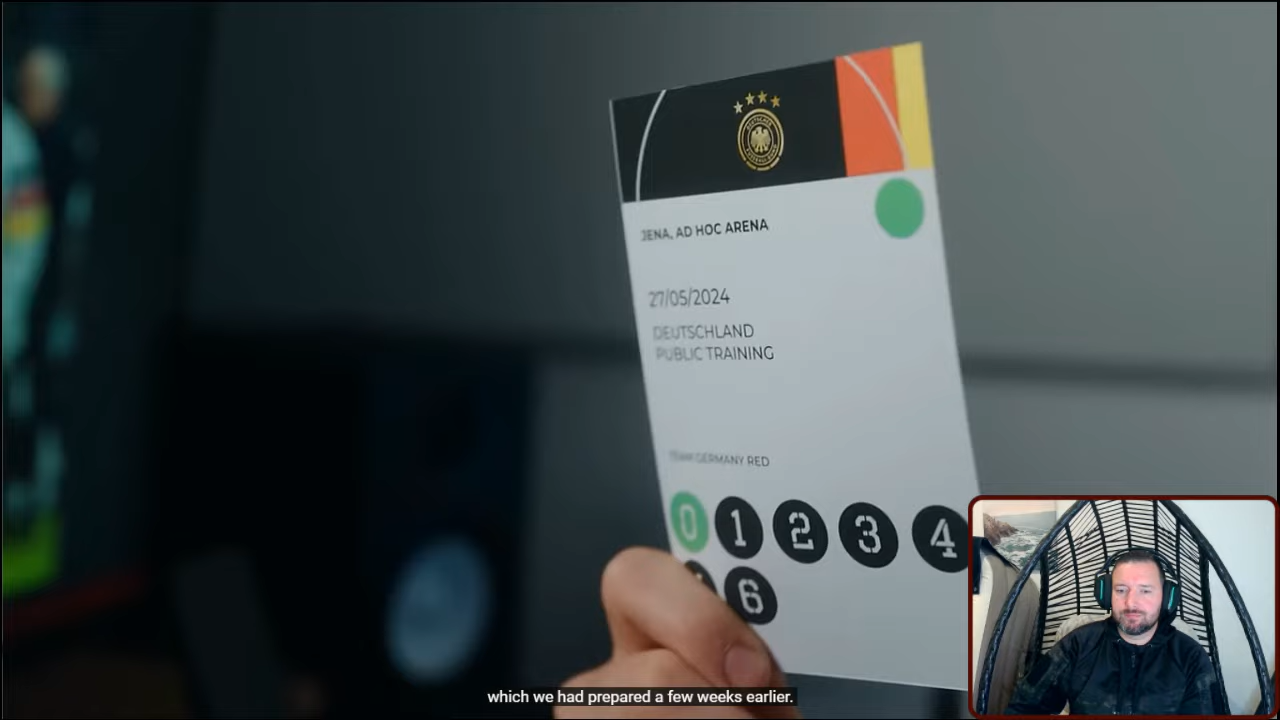 JENA, AD HOC ARENA
27/05/2024
DEUTSCHLAND
PUBLIC TRAINING
TEAM GERMANY RED
0 1 2 3 4
6
which we had prepared a few weeks earlier.